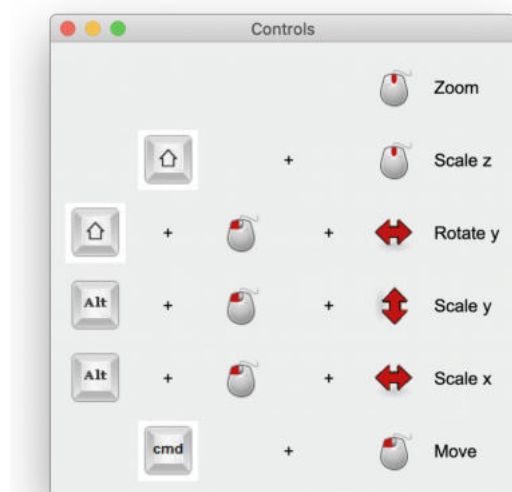 Controls
Zoom
+ Scale z
+ + Rotate y
Alt + + Scale y
Alt + + Scale x
cmd + Move